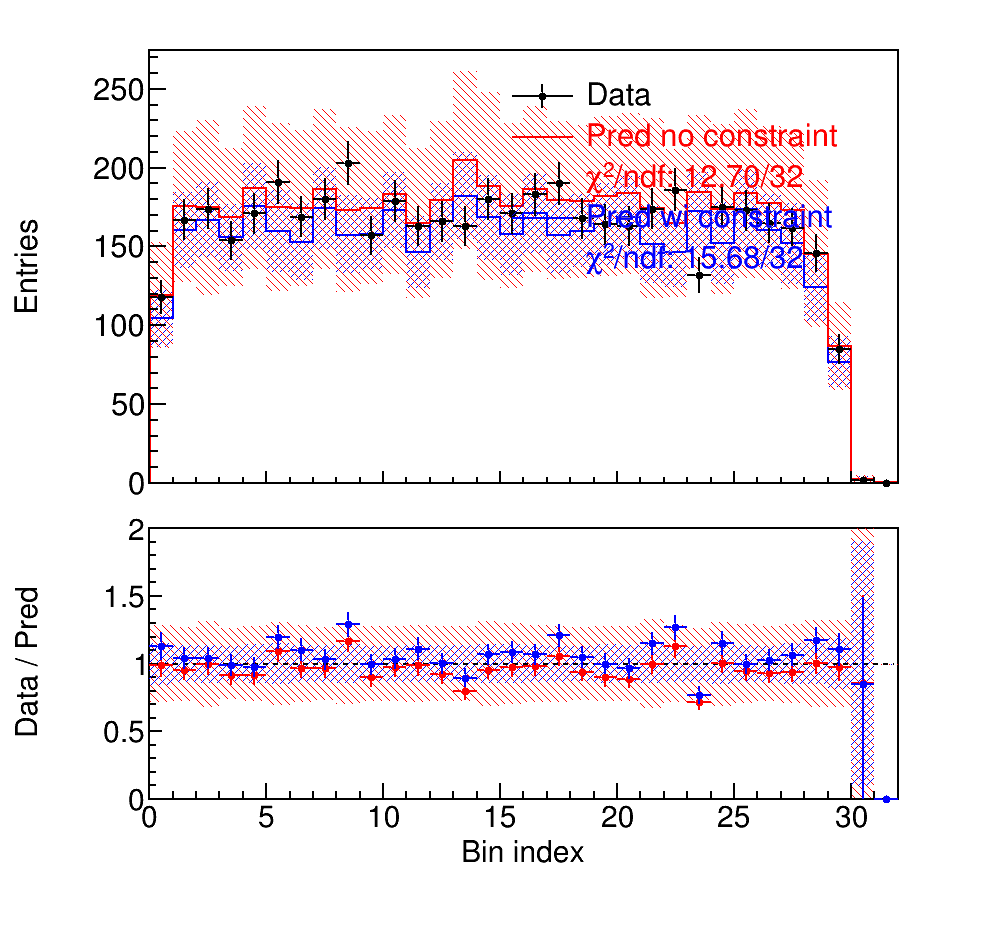 Entries
250
200
150
100
50
0
Data
Pred no constraint
χ²/ndf: 12.70/32
Pred w/ constraint
χ²/ndf: 15.68/32
Data / Pred
2
1.5
1
0.5
0
0 5 10 15 20 25 30
Bin index